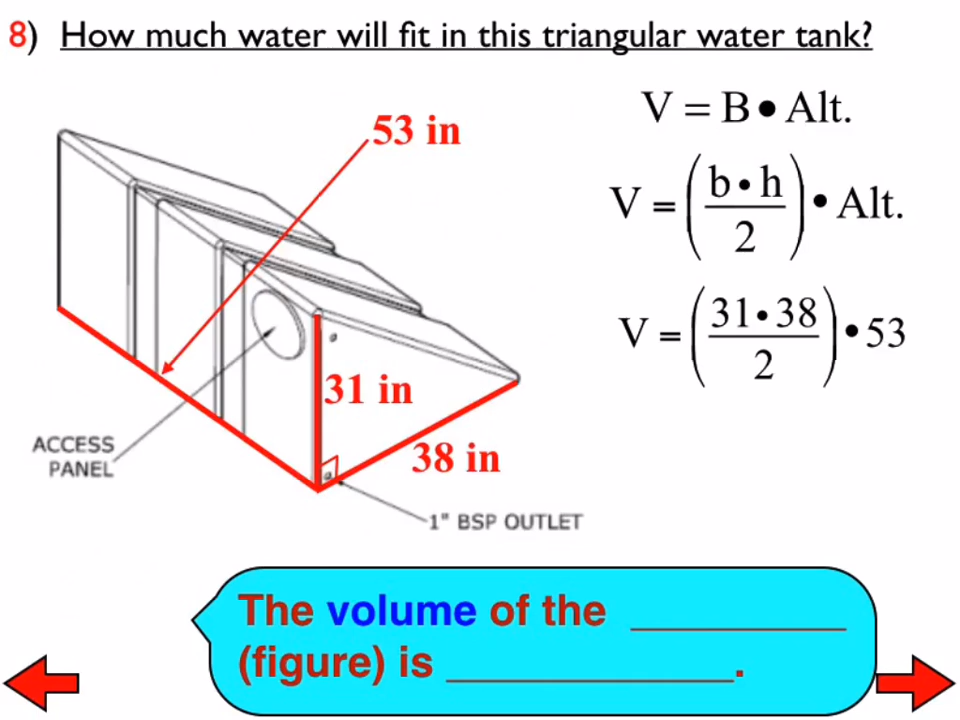 8) How much water will fit in this triangular water tank?
V = B • Alt.
53 in
V = (b • h / 2) • Alt.
V = (31 • 38 / 2) • 53
31 in
38 in
ACCESS
PANEL
1" BSP OUTLET
The volume of the _________
(figure) is ____________.